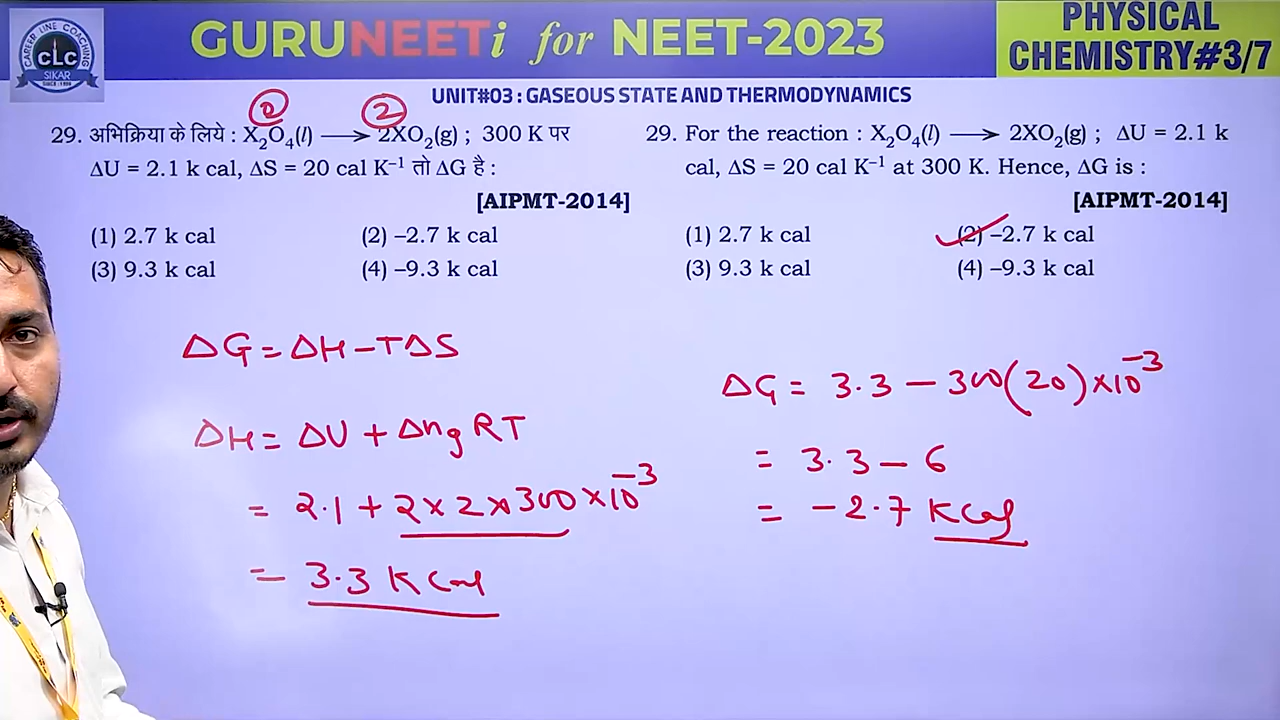 CAREER LINE COACHING
CLC
SIKAR
SINCE : 1996
GURUNEETi for NEET-2023
PHYSICAL
CHEMISTRY#3/7
UNIT#03 : GASEOUS STATE AND THERMODYNAMICS
0 2
29. अभिक्रिया के लिये : X₂O₄(l) ⟶ 2XO₂(g) ; 300 K पर
ΔU = 2.1 k cal, ΔS = 20 cal K⁻¹ तो ΔG है :
[AIPMT-2014]
(1) 2.7 k cal (2) –2.7 k cal
(3) 9.3 k cal (4) –9.3 k cal
29. For the reaction : X₂O₄(l) ⟶ 2XO₂(g) ; ΔU = 2.1 k
cal, ΔS = 20 cal K⁻¹ at 300 K. Hence, ΔG is :
[AIPMT-2014]
(1) 2.7 k cal (2) –2.7 k cal
(3) 9.3 k cal (4) –9.3 k cal
ΔG = ΔH – TΔS
ΔH = ΔU + Δng RT
= 2.1 + 2×2×300×10⁻³
= 3.3 K Cal
ΔG = 3.3 – 300(20)×10⁻³
= 3.3 – 6
= –2.7 K Cal